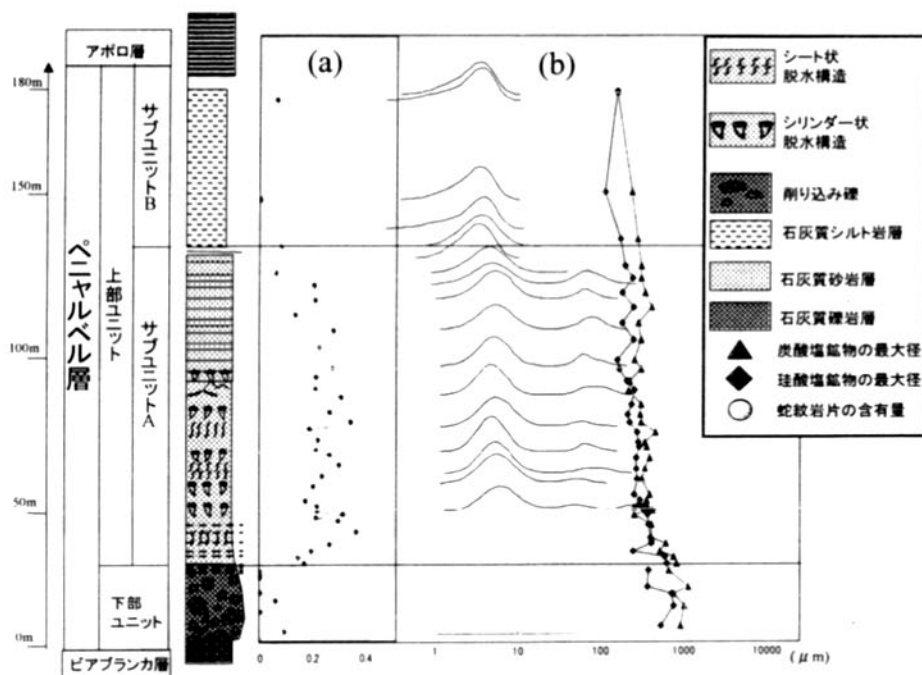 アポロ層
180m
150m
100m
50m
0m
ペニャルベル層
上部ユニット
サブユニットB
サブユニットA
下部
ユニット
ビアブランカ層
(a)
(b)
0
0.2
0.4
1
10
100
1000
10000
(μm)
シート状
脱水構造
シリンダー状
脱水構造
削り込み礫
石灰質シルト岩層
石灰質砂岩層
石灰質礫岩層
炭酸塩鉱物の最大径
珪酸塩鉱物の最大径
蛇紋岩片の含有量